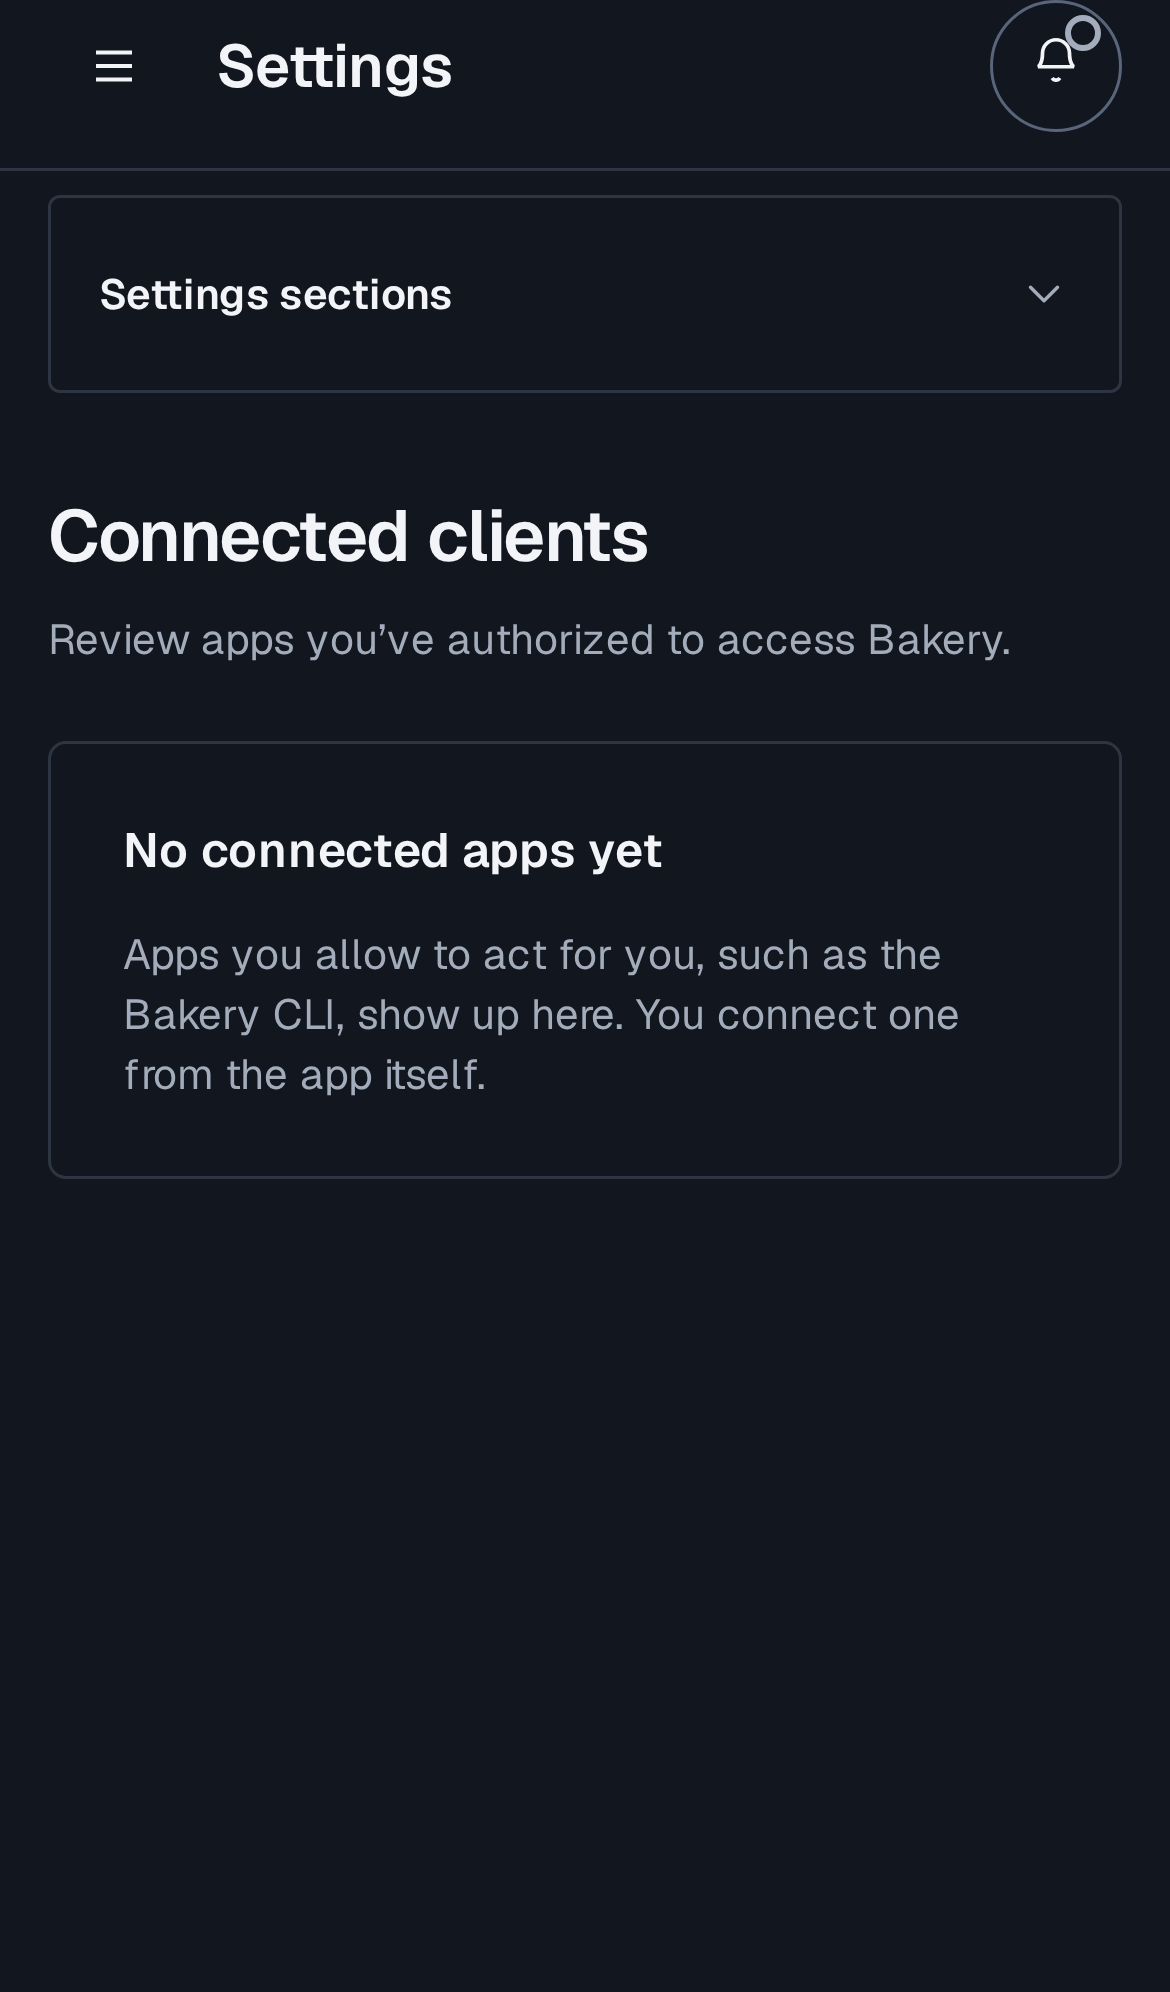 Settings
Settings sections
Connected clients
Review apps you’ve authorized to access Bakery.
No connected apps yet
Apps you allow to act for you, such as the
Bakery CLI, show up here. You connect one
from the app itself.